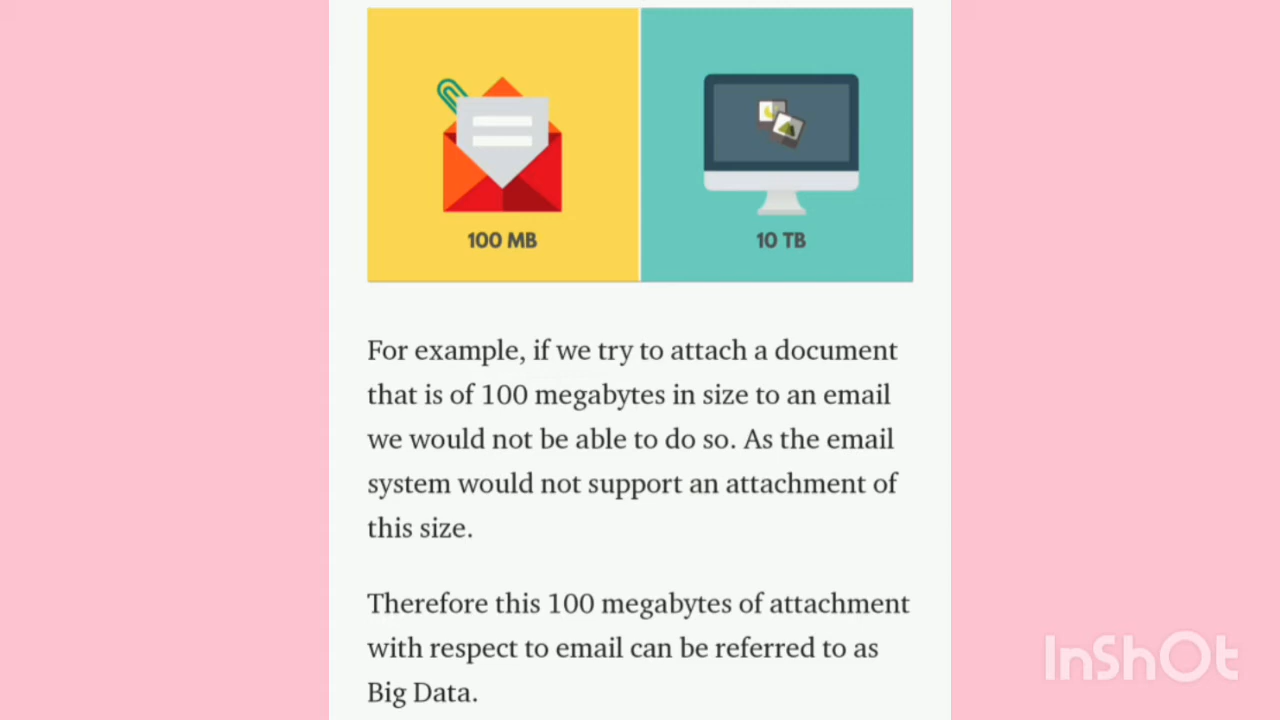 100 MB
10 TB
For example, if we try to attach a document
that is of 100 megabytes in size to an email
we would not be able to do so. As the email
system would not support an attachment of
this size.
Therefore this 100 megabytes of attachment
with respect to email can be referred to as
Big Data.
InShOt